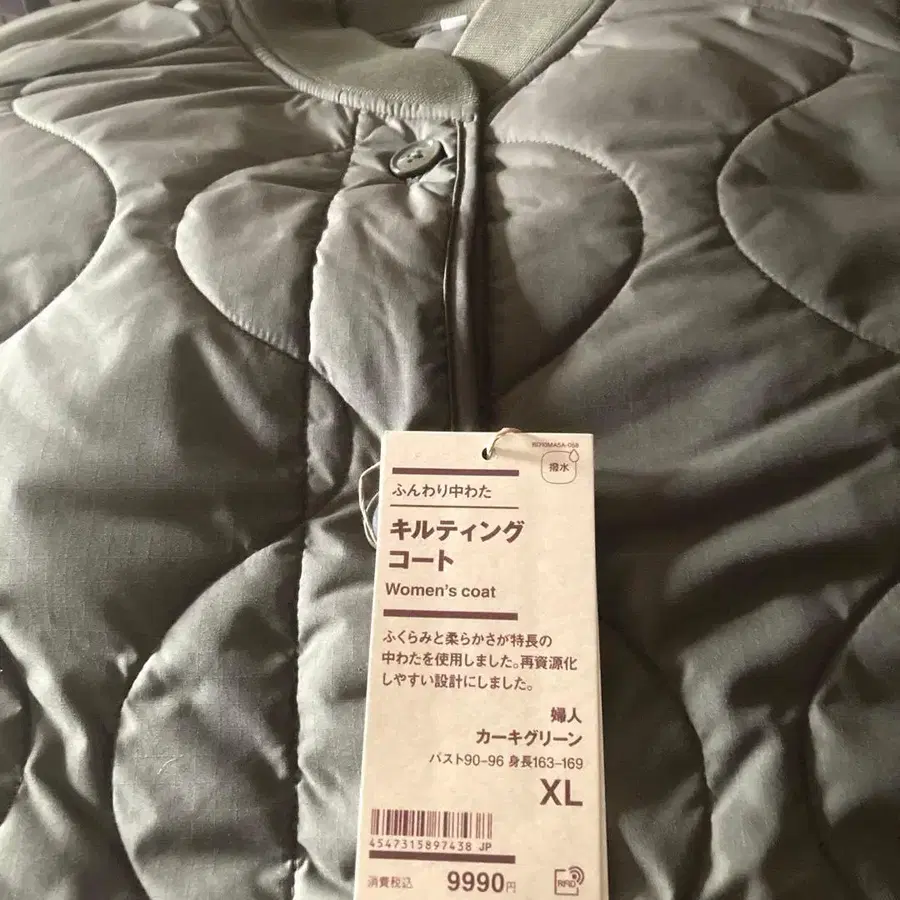 撥水
ふんわり中わた
キルティング
コート
Women's coat
ふくらみと柔らかさが特長の
中わたを使用しました。再資源化
しやすい設計にしました。
婦人
カーキグリーン
バスト90-96 身長163-169
XL
4547315897438 JP
消費税込 9990円
RFID